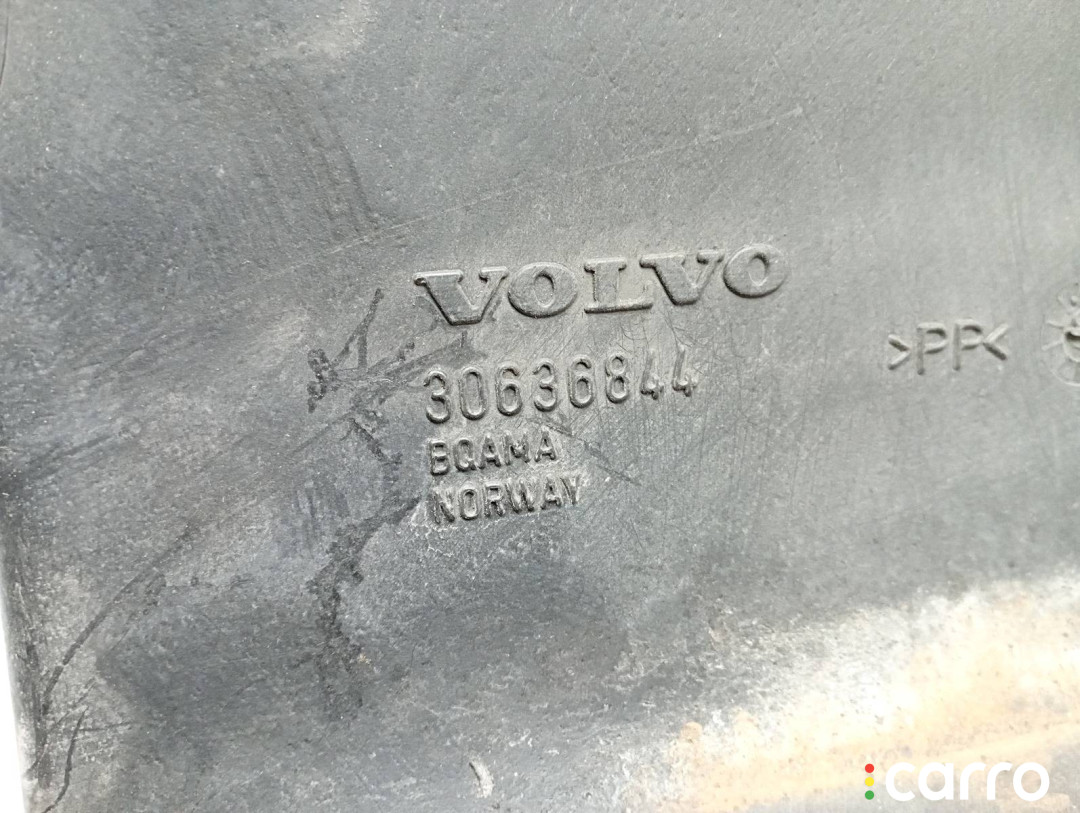 VOLVO
30636844
>PP<
BQAMA
NORWAY
carro